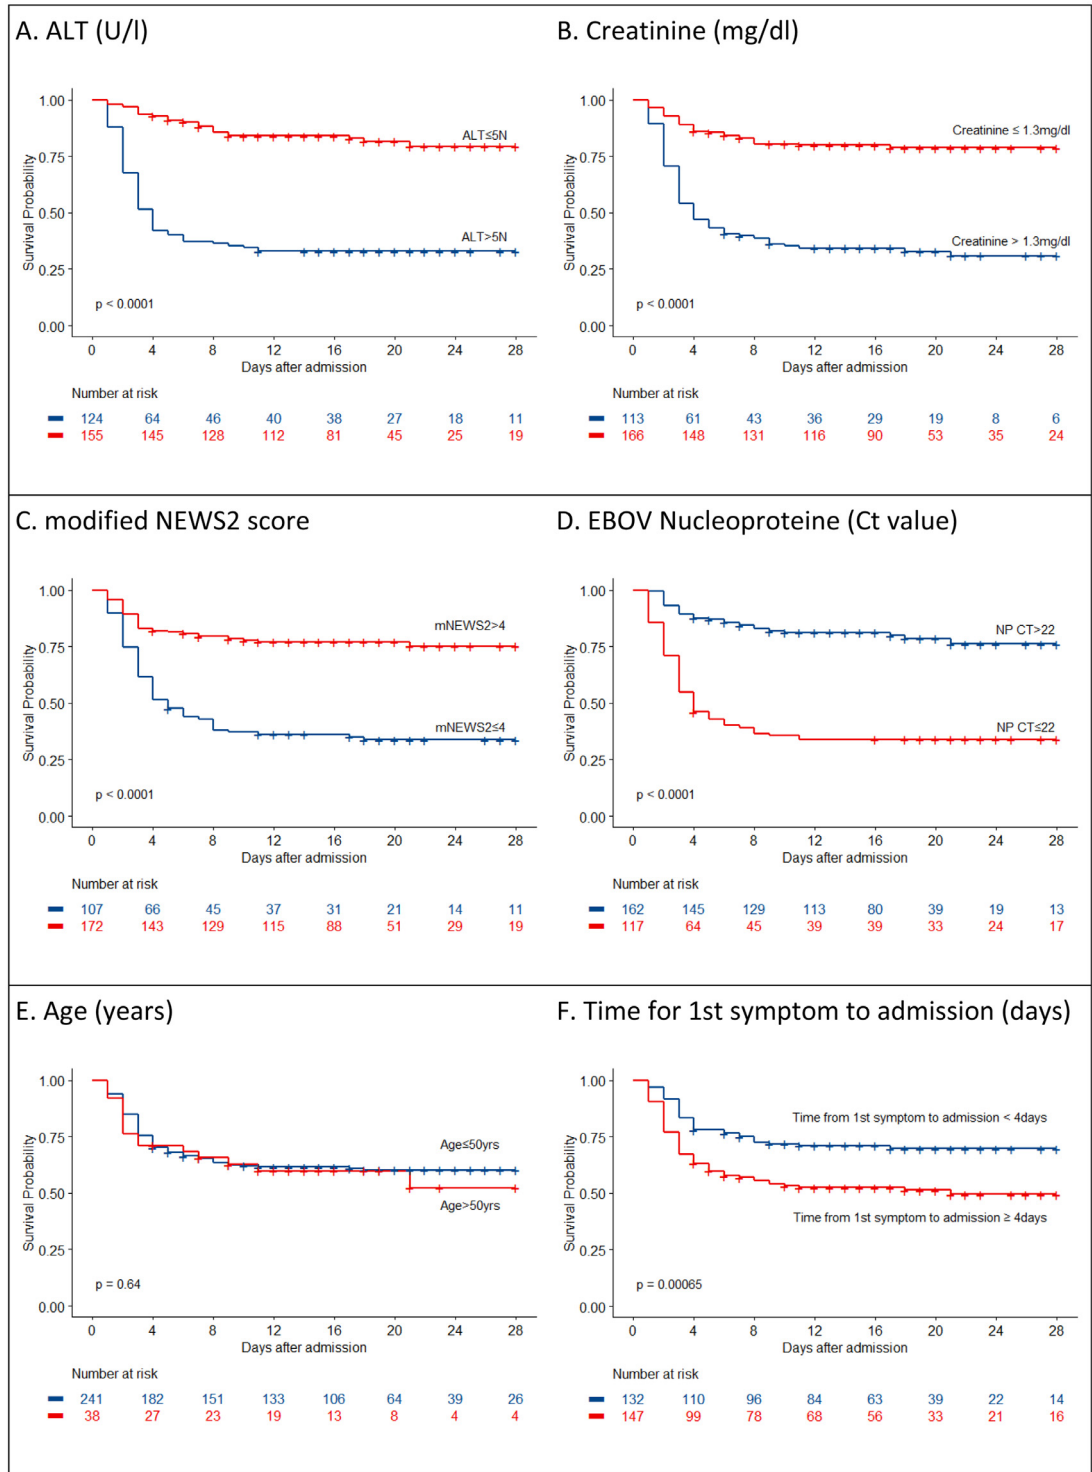 A. ALT (U/l)
Survival Probability
1.00
0.75
0.50
0.25
0.00
ALT≤5N
ALT>5N
p < 0.0001
0 4 8 12 16 20 24 28
Days after admission
Number at risk
124 64 46 40 38 27 18 11
155 145 128 112 81 45 25 19
B. Creatinine (mg/dl)
Survival Probability
1.00
0.75
0.50
0.25
0.00
Creatinine ≤ 1.3mg/dl
Creatinine > 1.3mg/dl
p < 0.0001
0 4 8 12 16 20 24 28
Days after admission
Number at risk
113 61 43 36 29 19 8 6
166 148 131 116 90 53 35 24
C. modified NEWS2 score
Survival Probability
1.00
0.75
0.50
0.25
0.00
mNEWS2>4
mNEWS2≤4
p < 0.0001
0 4 8 12 16 20 24 28
Days after admission
Number at risk
107 66 45 37 31 21 14 11
172 143 129 115 88 51 29 19
D. EBOV Nucleoproteine (Ct value)
Survival Probability
1.00
0.75
0.50
0.25
0.00
NP CT>22
NP CT≤22
p < 0.0001
0 4 8 12 16 20 24 28
Days after admission
Number at risk
162 145 129 113 80 39 19 13
117 64 45 39 39 33 24 17
E. Age (years)
Survival Probability
1.00
0.75
0.50
0.25
0.00
Age≤50yrs
Age>50yrs
p = 0.64
0 4 8 12 16 20 24 28
Days after admission
Number at risk
241 182 151 133 106 64 39 26
38 27 23 19 13 8 4 4
F. Time for 1st symptom to admission (days)
Survival Probability
1.00
0.75
0.50
0.25
0.00
Time from 1st symptom to admission < 4days
Time from 1st symptom to admission ≥ 4days
p = 0.00065
0 4 8 12 16 20 24 28
Days after admission
Number at risk
132 110 96 84 63 39 22 14
147 99 78 68 56 33 21 16